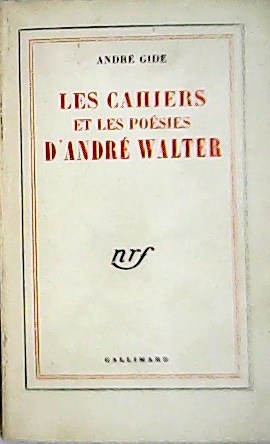 ANDRÉ GIDE
LES CAHIERS
ET LES POÉSIES
D'ANDRÉ WALTER
nrf
GALLIMARD